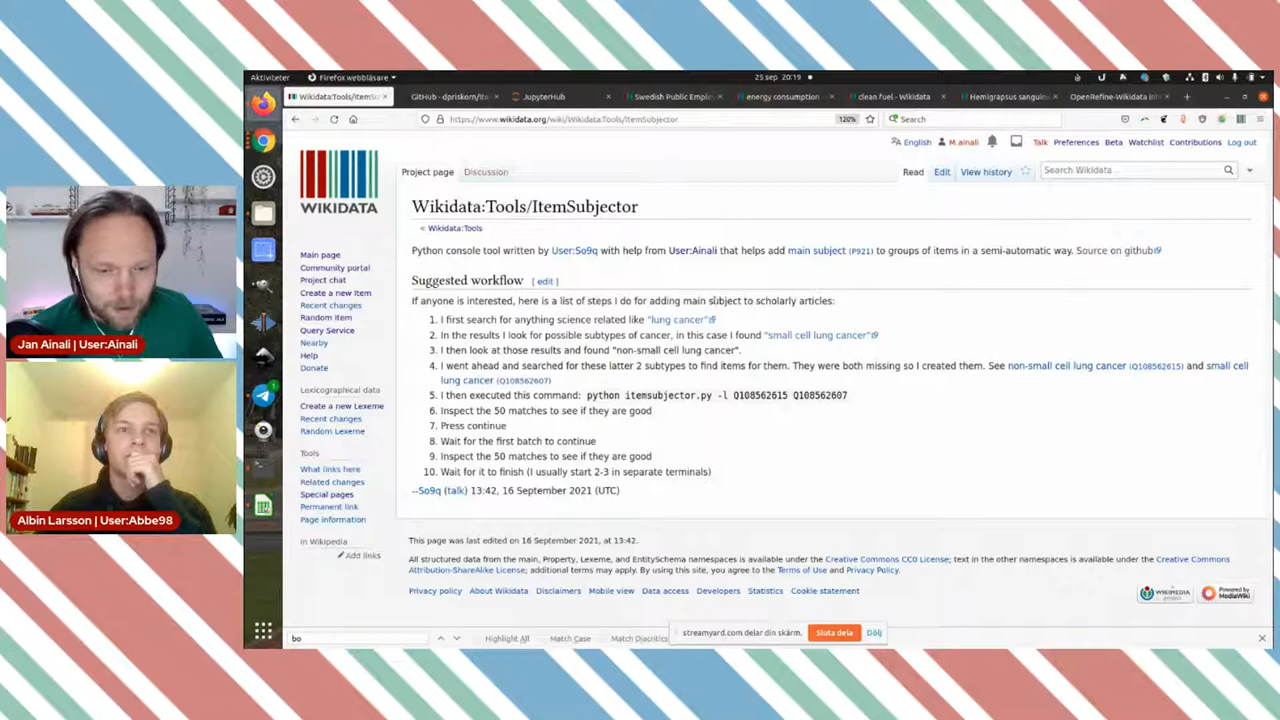 Aktiviteter
Firefox webbläsare
25 sep 20:19
Wikidata:Tools/ItemSu
GitHub - dpriskorn/Ite
JupyterHub
Swedish Public Emple
energy consumption
clean fuel - Wikidata
Hemigrapsus sanguin
OpenRefine-Wikidata int
https://www.wikidata.org/wiki/Wikidata:Tools/ItemSubjector
120%
Search
English
M.ainali
Talk
Preferences
Beta
Watchlist
Contributions
Log out
Project page
Discussion
Read
Edit
View history
Search Wikidata
WIKIDATA
Wikidata:Tools/ItemSubjector
< Wikidata:Tools
Python console tool written by User:So9q with help from User:Ainali that helps add main subject (P921) to groups of items in a semi-automatic way. Source on github
Suggested workflow [ edit ]
If anyone is interested, here is a list of steps I do for adding main subject to scholarly articles:
1. I first search for anything science related like "lung cancer"
2. In the results I look for possible subtypes of cancer, in this case I found "small cell lung cancer"
3. I then look at those results and found "non-small cell lung cancer".
4. I went ahead and searched for these latter 2 subtypes to find items for them. They were both missing so I created them. See non-small cell lung cancer (Q108562615) and small cell
lung cancer (Q108562607)
5. I then executed this command: python itemsubjector.py -l Q108562615 Q108562607
6. Inspect the 50 matches to see if they are good
7. Press continue
8. Wait for the first batch to continue
9. Inspect the 50 matches to see if they are good
10. Wait for it to finish (I usually start 2-3 in separate terminals)
--So9q (talk) 13:42, 16 September 2021 (UTC)
Main page
Community portal
Project chat
Create a new Item
Recent changes
Random Item
Query Service
Nearby
Help
Donate
Lexicographical data
Create a new Lexeme
Recent changes
Random Lexeme
Tools
What links here
Related changes
Special pages
Permanent link
Page information
In Wikipedia
Add links
This page was last edited on 16 September 2021, at 13:42.
All structured data from the main, Property, Lexeme, and EntitySchema namespaces is available under the Creative Commons CC0 License; text in the other namespaces is available under the Creative Commons
Attribution-ShareAlike License; additional terms may apply. By using this site, you agree to the Terms of Use and Privacy Policy.
Privacy policy
About Wikidata
Disclaimers
Mobile view
Data access
Developers
Statistics
Cookie statement
WIKIMEDIA
project
Powered by
MediaWiki
bo
Highlight All
Match Case
Match Diacritics
streamyard.com delar din skärm.
Sluta dela
Dölj
Jan Ainali | User:Ainali
Albin Larsson | User:Abbe98